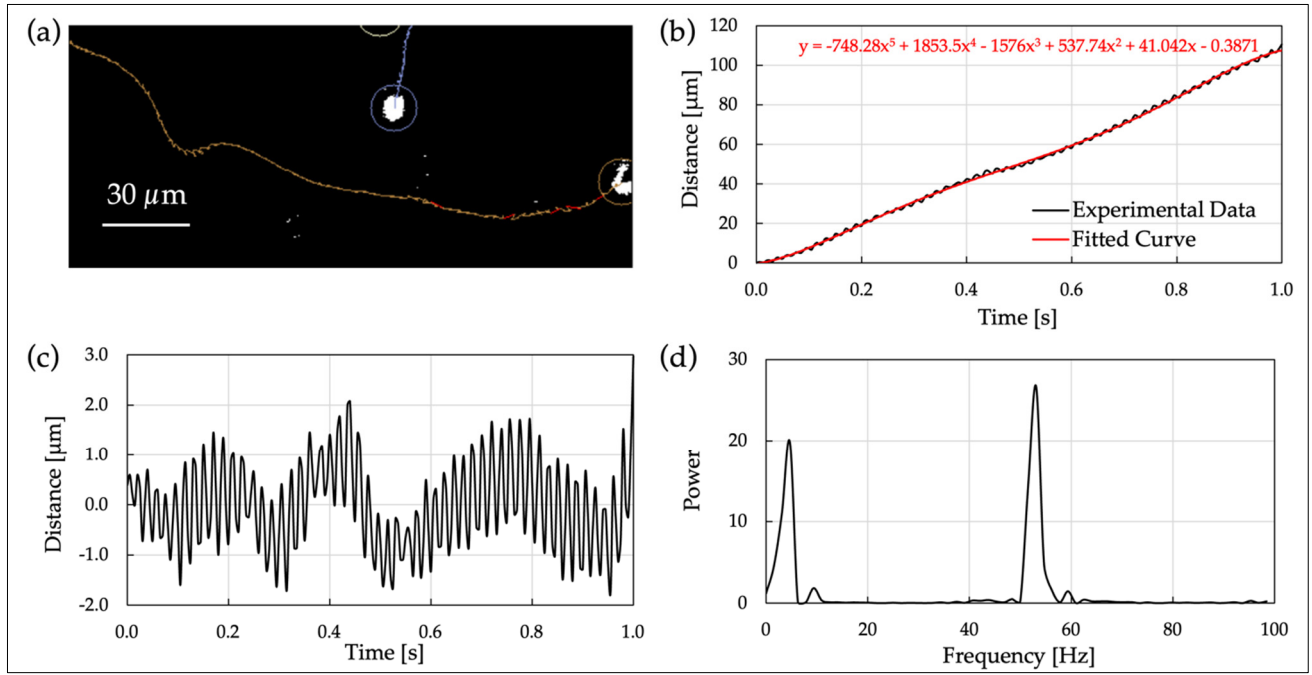 (a)
30 µm
(b)
y = -748.28x⁵ + 1853.5x⁴ - 1576x³ + 537.74x² + 41.042x - 0.3871
Distance [µm]
120
100
80
60
40
20
0
Experimental Data
Fitted Curve
0.0 0.2 0.4 0.6 0.8 1.0
Time [s]
(c)
Distance [µm]
3.0
2.0
1.0
0.0
-1.0
-2.0
0.0 0.2 0.4 0.6 0.8 1.0
Time [s]
(d)
Power
30
20
10
0
0 20 40 60 80 100
Frequency [Hz]